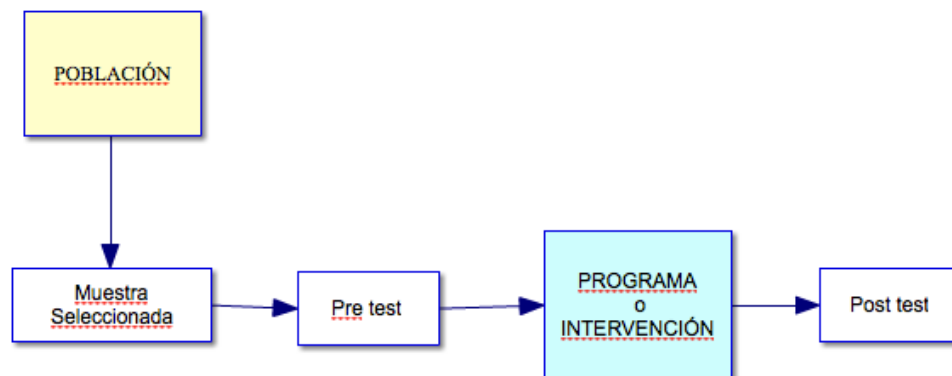 POBLACIÓN
Muestra
Seleccionada
Pre test
PROGRAMA
o
INTERVENCIÓN
Post test